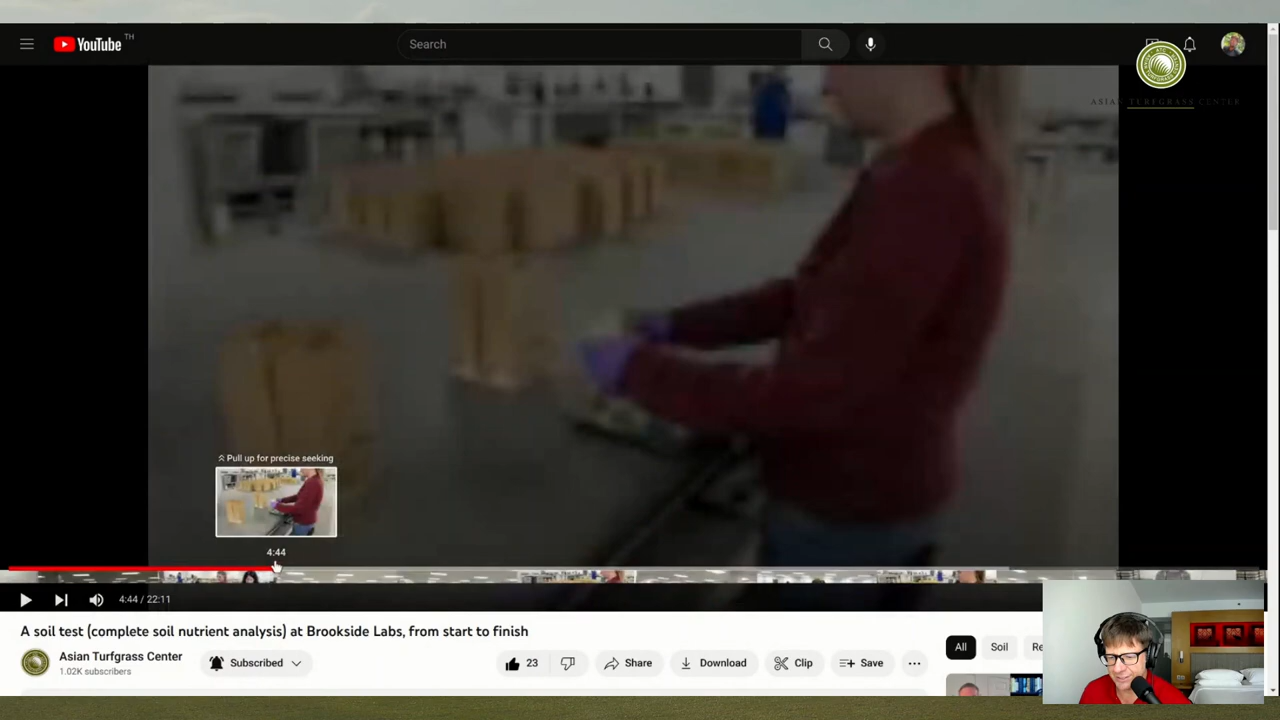 YouTube TH
Search
ASIAN TURFGRASS CENTER
Pull up for precise seeking
4:44
4:44 / 22:11
A soil test (complete soil nutrient analysis) at Brookside Labs, from start to finish
Asian Turfgrass Center
1.02K subscribers
Subscribed
23
Share
Download
Clip
Save
All
Soil